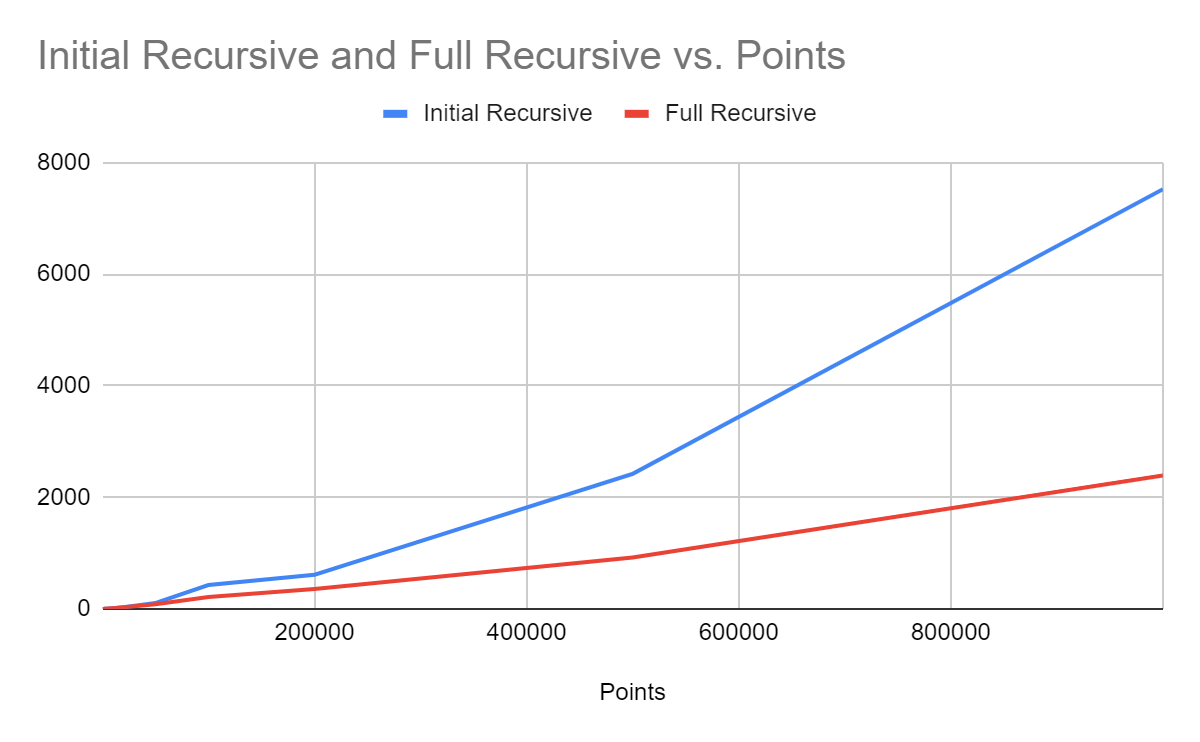 Initial Recursive and Full Recursive vs. Points
Initial Recursive Full Recursive
8000
6000
4000
2000
0
200000 400000 600000 800000
Points